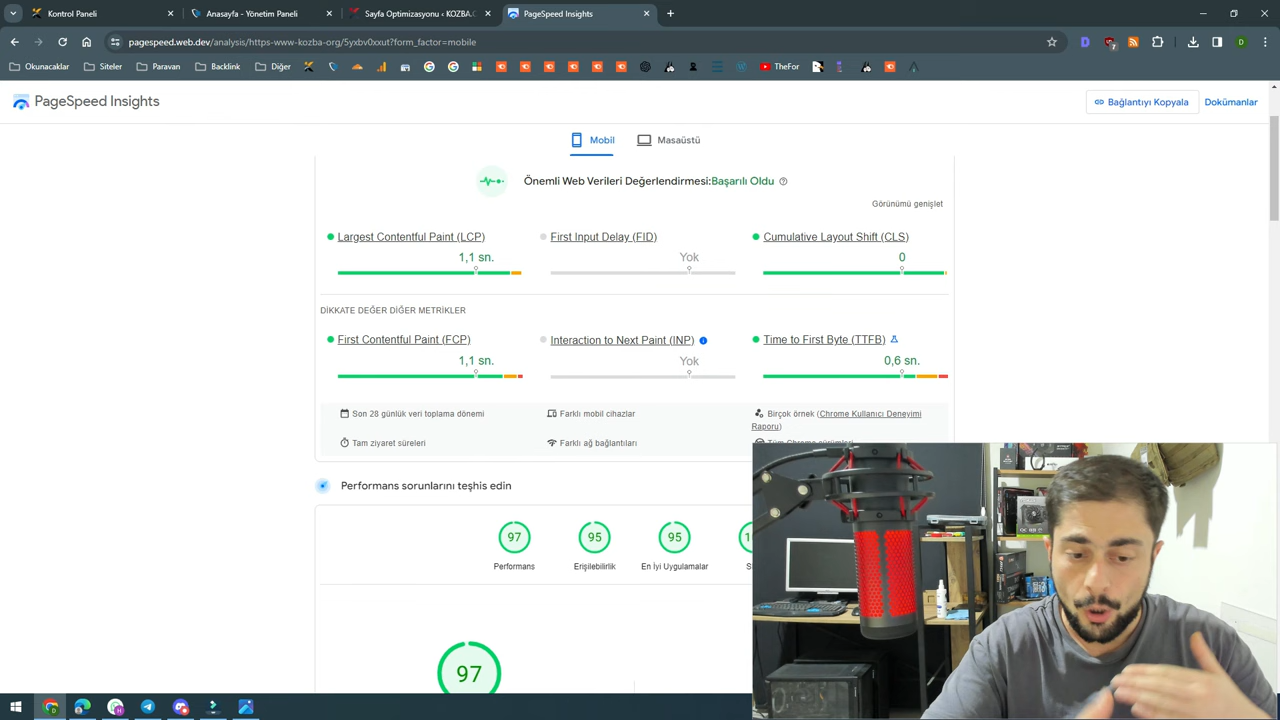 Kontrol Paneli
Anasayfa - Yönetim Paneli
Sayfa Optimizasyonu ‹ KOZBA.
PageSpeed Insights
pagespeed.web.dev/analysis/https-www-kozba-org/5yxbv0xxut?form_factor=mobile
Okunacaklar
Siteler
Paravan
Backlink
Diğer
TheFor
PageSpeed Insights
Bağlantıyı Kopyala
Dokümanlar
Mobil
Masaüstü
Önemli Web Verileri Değerlendirmesi:Başarılı Oldu
Görünümü genişlet
Largest Contentful Paint (LCP)
1,1 sn.
First Input Delay (FID)
Yok
Cumulative Layout Shift (CLS)
0
DİKKATE DEĞER DİĞER METRİKLER
First Contentful Paint (FCP)
1,1 sn.
Interaction to Next Paint (INP)
Yok
Time to First Byte (TTFB)
0,6 sn.
Son 28 günlük veri toplama dönemi
Farklı mobil cihazlar
Birçok örnek (Chrome Kullanıcı Deneyimi
Raporu)
Tam ziyaret süreleri
Farklı ağ bağlantıları
Tüm Chrome sürümleri
Performans sorunlarını teşhis edin
97
Performans
95
Erişilebilirlik
95
En İyi Uygulamalar
97